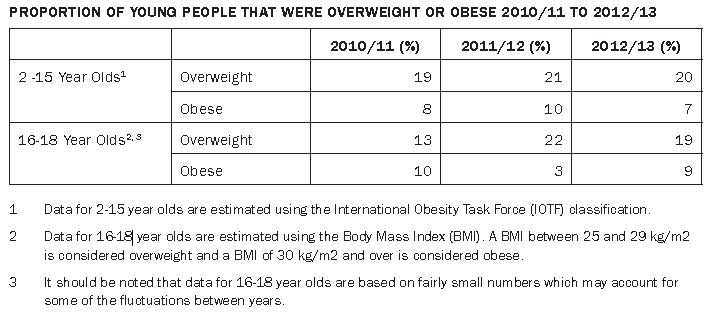 PROPORTION OF YOUNG PEOPLE THAT WERE OVERWEIGHT OR OBESE 2010/11 TO 2012/13
2010/11 (%) 2011/12 (%) 2012/13 (%)
2 -15 Year Olds1 Overweight 19 21 20
Obese 8 10 7
16-18 Year Olds2,3 Overweight 13 22 19
Obese 10 3 9
1 Data for 2-15 year olds are estimated using the International Obesity Task Force (IOTF) classification.
2 Data for 16-18 year olds are estimated using the Body Mass Index (BMI). A BMI between 25 and 29 kg/m2
is considered overweight and a BMI of 30 kg/m2 and over is considered obese.
3 It should be noted that data for 16-18 year olds are based on fairly small numbers which may account for
some of the fluctuations between years.